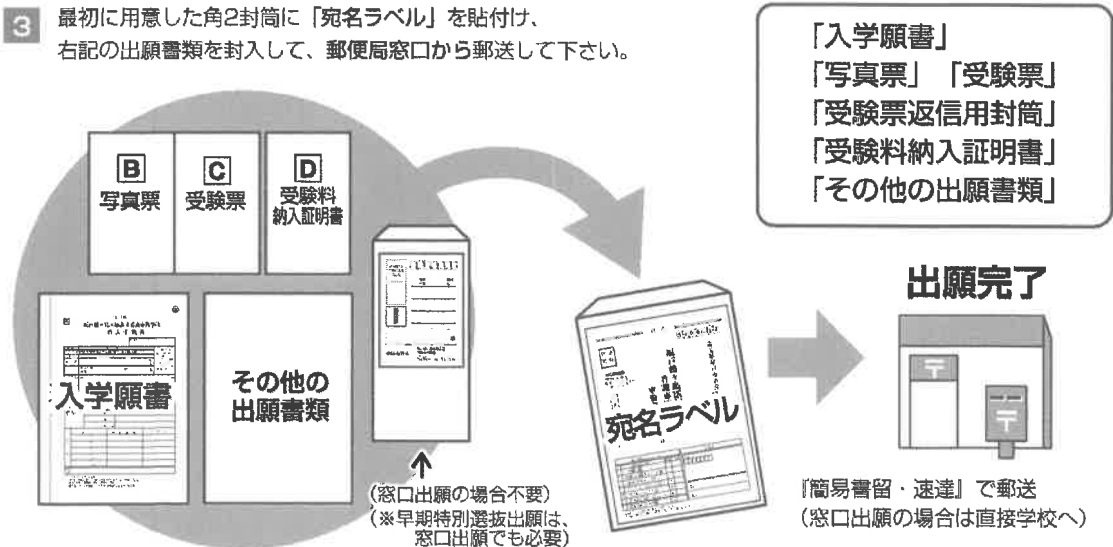 3
最初に用意した角2封筒に「宛名ラベル」を貼付け、
右記の出願書類を封入して、郵便局窓口から郵送して下さい。
「入学願書」
「写真票」「受験票」
「受験票返信用封筒」
「受験料納入証明書」
「その他の出願書類」
B
写真票
C
受験票
D
受験料
納入証明書
入学願書
その他の
出願書類
(窓口出願の場合不要)
(※早期特別選抜出願は、
窓口出願でも必要)
宛名ラベル
出願完了
〒
〒
『簡易書留・速達』で郵送
(窓口出願の場合は直接学校へ)